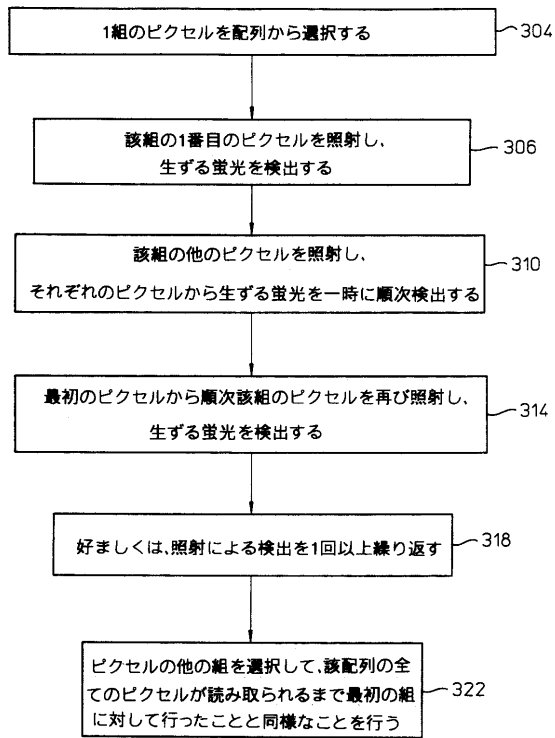 1組のピクセルを配列から選択する
304
該組の1番目のピクセルを照射し、
生ずる蛍光を検出する
306
該組の他のピクセルを照射し、
それぞれのピクセルから生ずる蛍光を一時に順次検出する
310
最初のピクセルから順次該組のピクセルを再び照射し、
生ずる蛍光を検出する
314
好ましくは、照射による検出を1回以上繰り返す
318
ピクセルの他の組を選択して、該配列の全
てのピクセルが読み取られるまで最初の組
に対して行ったことと同様なことを行う
322